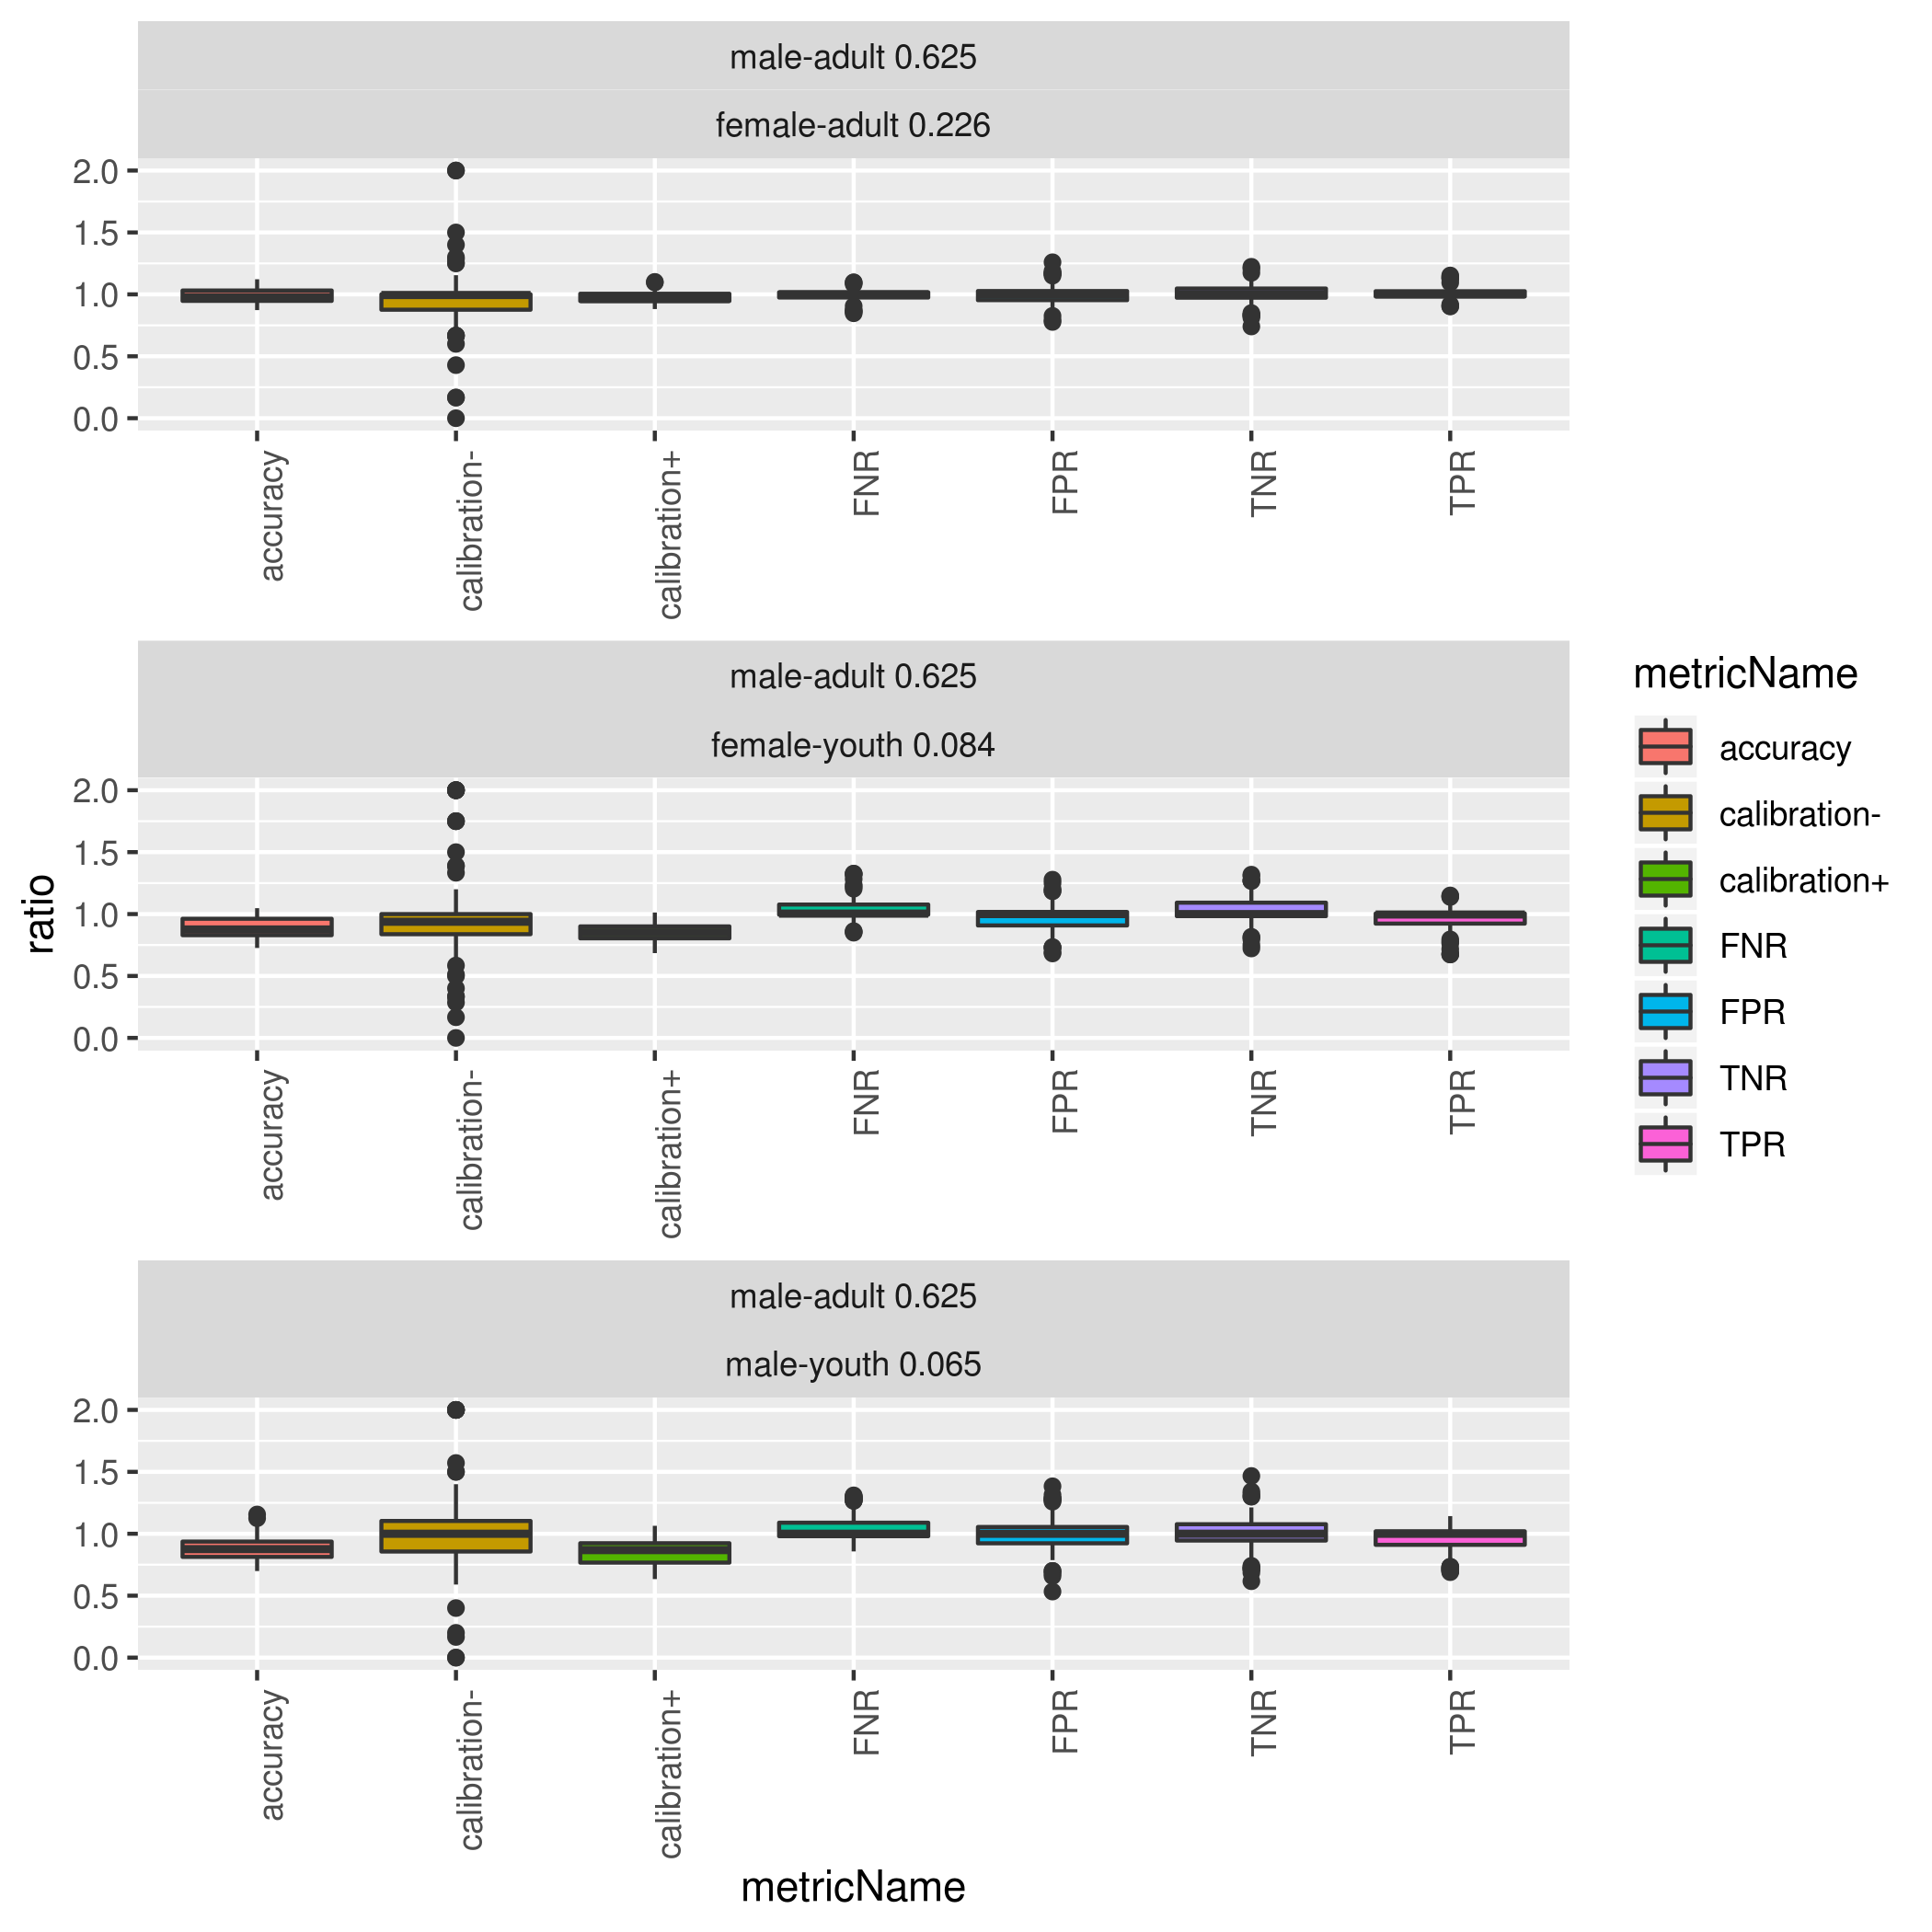 male-adult 0.625
female-adult 0.226
2.0
1.5
1.0
0.5
0.0
accuracy
calibration-
calibration+
FNR
FPR
TNR
TPR
male-adult 0.625
female-youth 0.084
ratio
2.0
1.5
1.0
0.5
0.0
accuracy
calibration-
calibration+
FNR
FPR
TNR
TPR
male-adult 0.625
male-youth 0.065
2.0
1.5
1.0
0.5
0.0
accuracy
calibration-
calibration+
FNR
FPR
TNR
TPR
metricName
metricName
accuracy
calibration-
calibration+
FNR
FPR
TNR
TPR